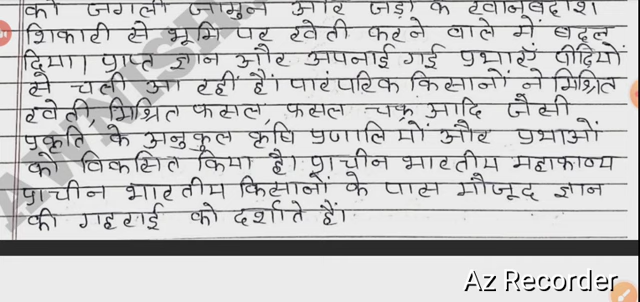 को जंगली जामुन और जड़ों के खानाबदोश
शिकारी से भूमि पर खेती करने वाले में बदल
दिया। प्राप्त ज्ञान और अपनाई गई प्रथाएँ पीढ़ियों
से चली आ रही हैं। पारंपरिक किसानों ने मिश्रित
खेती, मिश्रित फसल, फसल चक्र आदि जैसी
प्रकृति के अनुकूल कृषि प्रणालियों और प्रथाओं
को विकसित किया है। प्राचीन भारतीय महाकाव्य
प्राचीन भारतीय किसानों के पास मौजूद ज्ञान
की गहराई को दर्शाते हैं।
Az Recorder